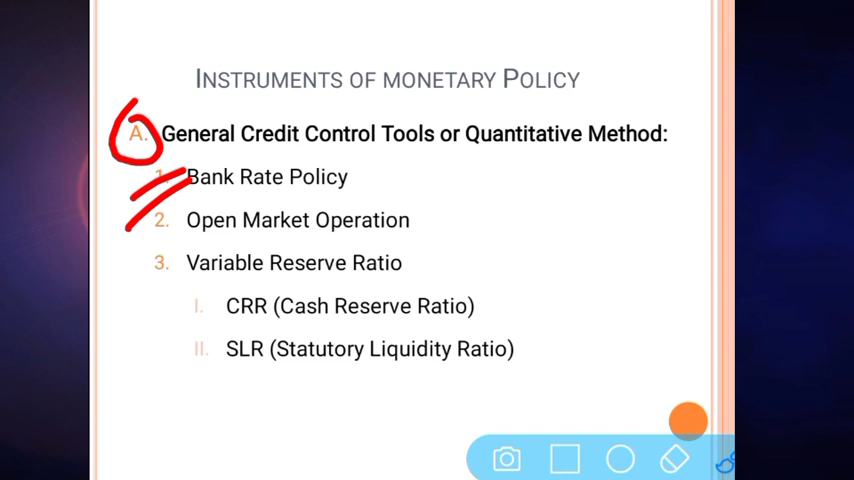 INSTRUMENTS OF MONETARY POLICY
A. General Credit Control Tools or Quantitative Method:
1. Bank Rate Policy
2. Open Market Operation
3. Variable Reserve Ratio
I. CRR (Cash Reserve Ratio)
II. SLR (Statutory Liquidity Ratio)